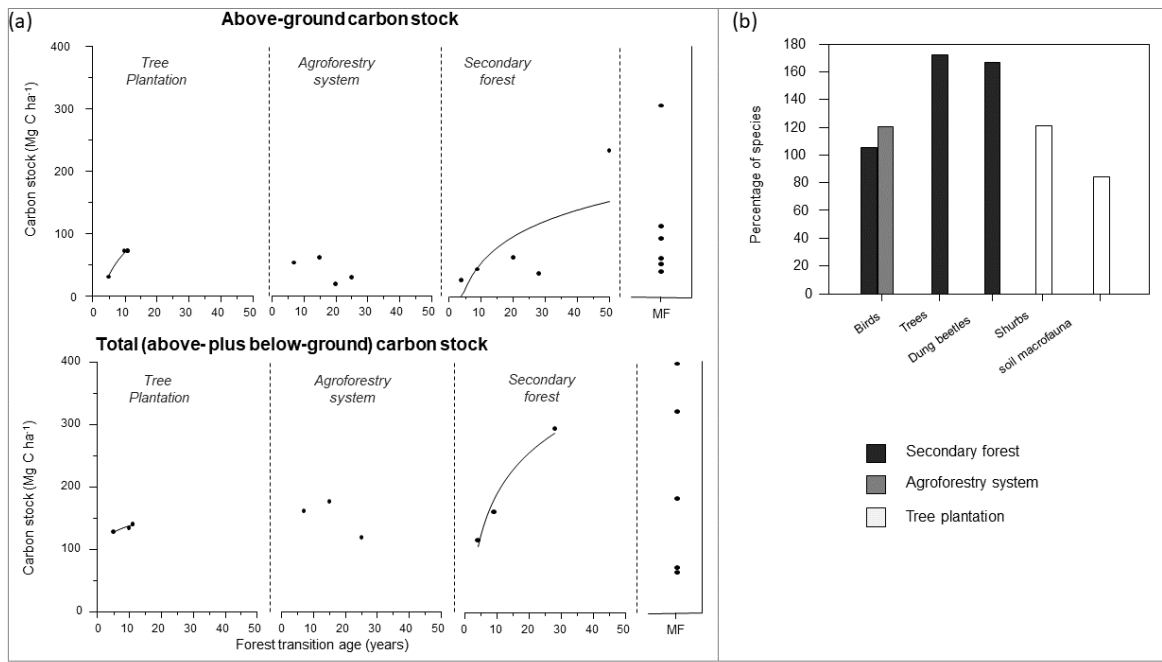 (a)
Above-ground carbon stock
Tree
Plantation
Agroforestry
system
Secondary
forest
Carbon stock (Mg C ha-1)
400
300
200
100
0
0 10 20 30 40 50
0 10 20 30 40 50
0 10 20 30 40 50
MF
Total (above- plus below-ground) carbon stock
Tree
Plantation
Agroforestry
system
Secondary
forest
Carbon stock (Mg C ha-1)
400
300
200
100
0
0 10 20 30 40 50
0 10 20 30 40 50
0 10 20 30 40 50
MF
Forest transition age (years)
(b)
Percentage of species
180
160
140
120
100
80
60
40
20
0
Birds
Trees
Dung beetles
Shurbs
soil macrofauna
Secondary forest
Agroforestry system
Tree plantation